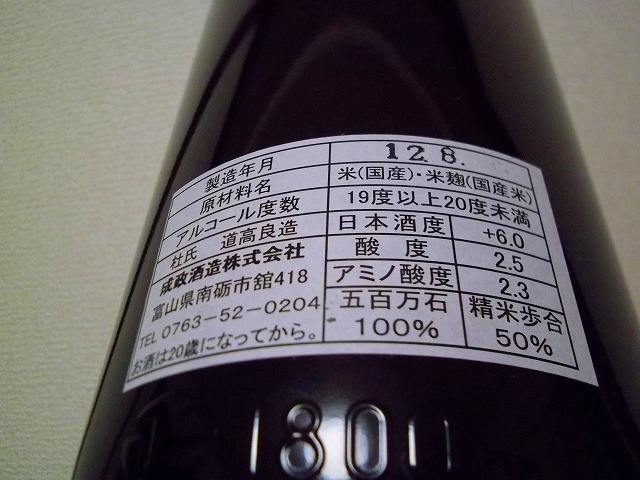 製造年月 12.8.
原材料名 米(国産)・米麹(国産米)
アルコール度数 19度以上20度未満
杜氏 道高良造
成政酒造株式会社
富山県南砺市舘418
TEL 0763-52-0204
お酒は20歳になってから。
日本酒度 +6.0
酸度 2.5
アミノ酸度 2.3
五百万石 精米歩合
100% 50%
1800